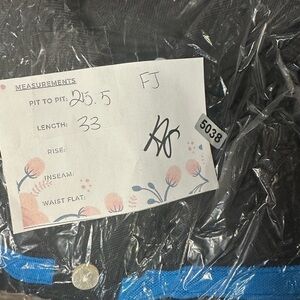 MEASUREMENTS
FJ
PIT TO PIT: 25.5
LENGTH: 33
5038
RISE:
INSEAM:
WAIST FLAT: